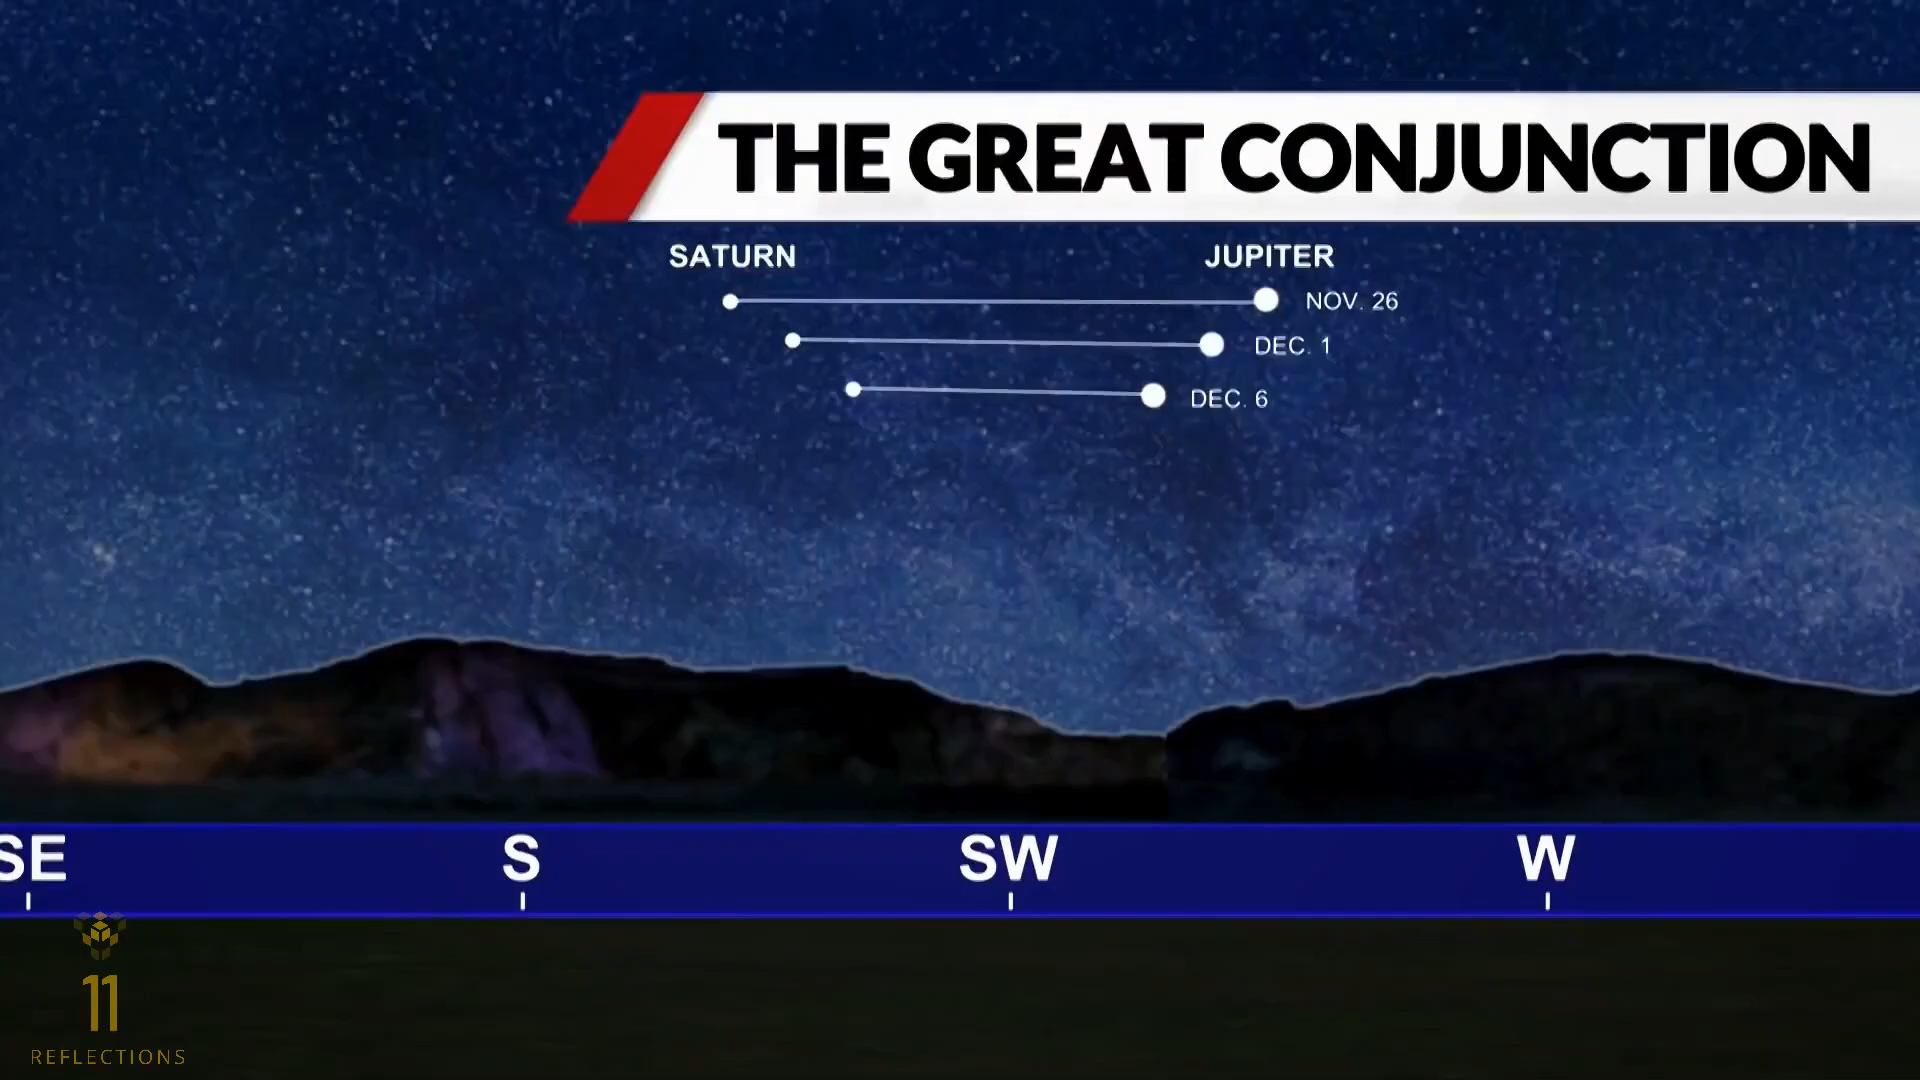 THE GREAT CONJUNCTION
SATURN JUPITER
NOV. 26
DEC. 1
DEC. 6
SE S SW W
11
REFLECTIONS